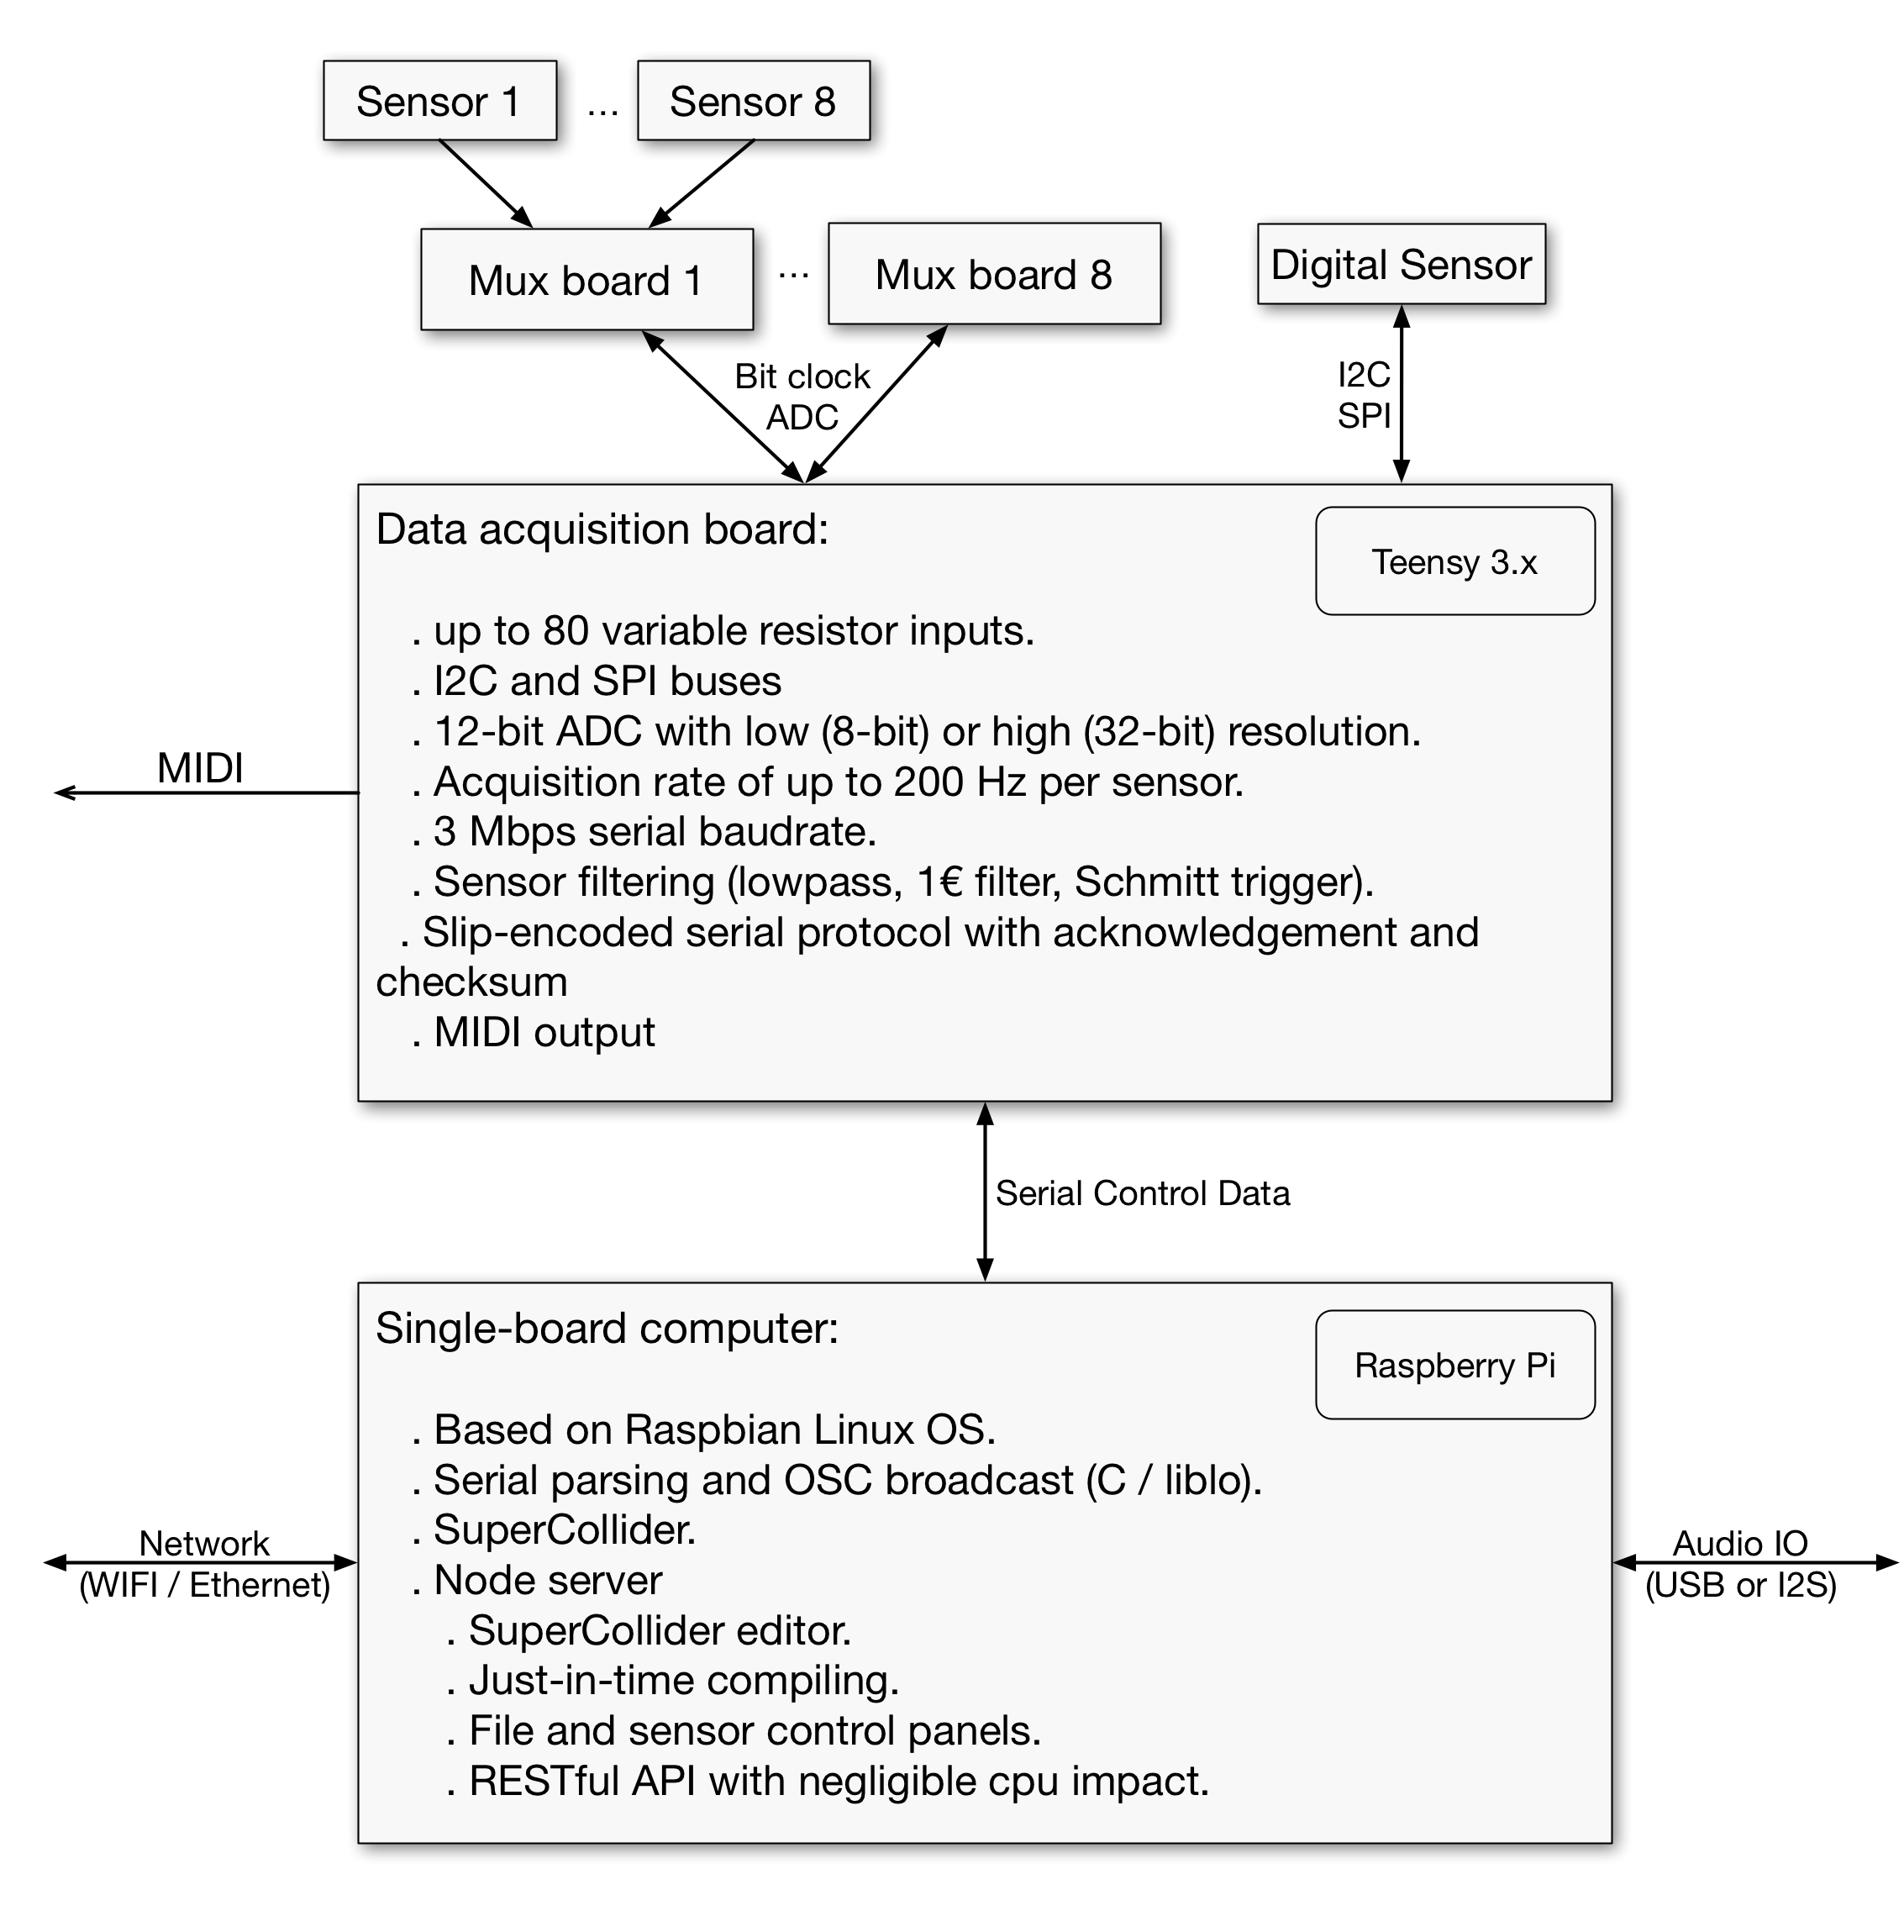 Sensor 1 ... Sensor 8
Mux board 1 ... Mux board 8
Digital Sensor
Bit clock
ADC
I2C
SPI
Data acquisition board:
Teensy 3.x
. up to 80 variable resistor inputs.
. I2C and SPI buses
. 12-bit ADC with low (8-bit) or high (32-bit) resolution.
. Acquisition rate of up to 200 Hz per sensor.
. 3 Mbps serial baudrate.
. Sensor filtering (lowpass, 1€ filter, Schmitt trigger).
. Slip-encoded serial protocol with acknowledgement and
checksum
. MIDI output
MIDI
Serial Control Data
Single-board computer:
Raspberry Pi
. Based on Raspbian Linux OS.
. Serial parsing and OSC broadcast (C / liblo).
. SuperCollider.
. Node server
. SuperCollider editor.
. Just-in-time compiling.
. File and sensor control panels.
. RESTful API with negligible cpu impact.
Network
(WIFI / Ethernet)
Audio IO
(USB or I2S)